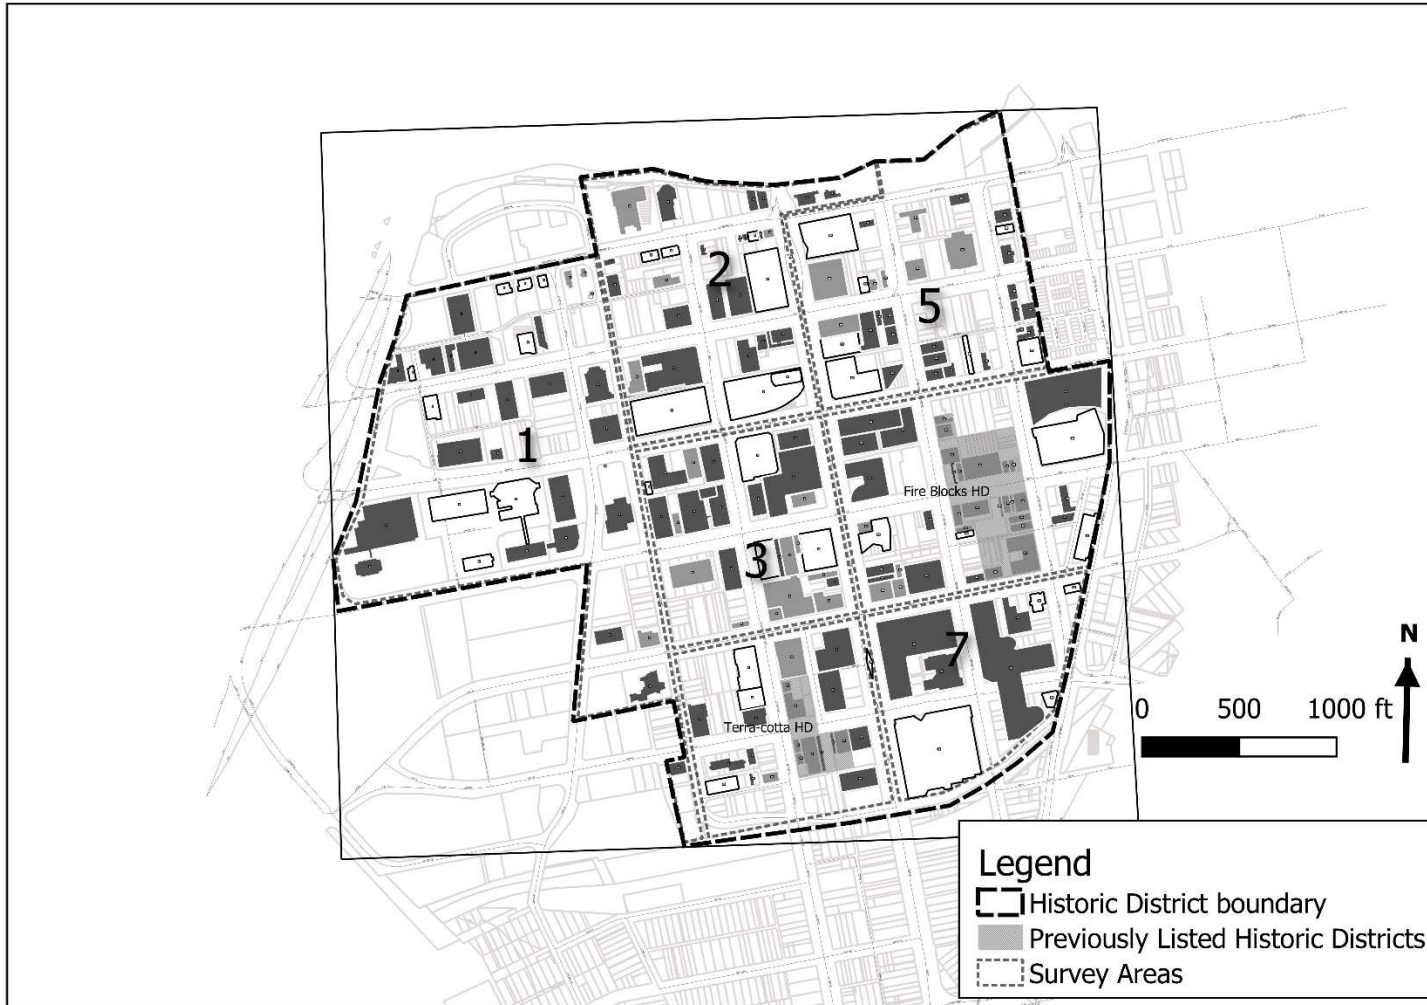 2
5
1
Fire Blocks HD
3
7
N
0 500 1000 ft
Terra-cotta HD
Legend
Historic District boundary
Previously Listed Historic Districts
Survey Areas